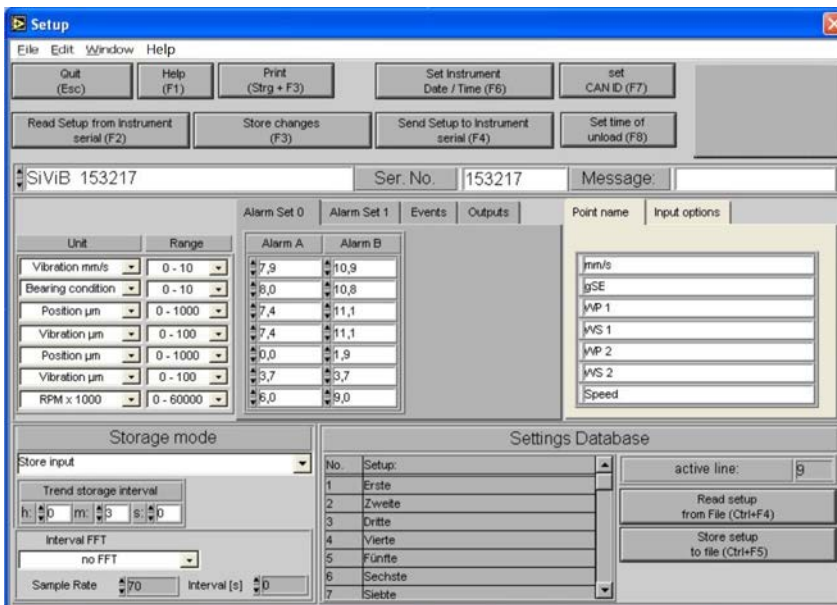 Setup
File Edit Window Help
Quit (Esc)
Help (F1)
Print (Strg + F3)
Set Instrument Date / Time (F6)
set CAN ID (F7)
Read Setup from Instrument serial (F2)
Store changes (F3)
Send Setup to Instrument serial (F4)
Set time of unload (F8)
SiViB 153217 Ser. No. 153217 Message:
Alarm Set 0 Alarm Set 1 Events Outputs Point name Input options
Unit Range Alarm A Alarm B
Vibration mm/s 0 - 10 7,9 10,9 mm/s
Bearing condition 0 - 10 8,0 10,8 gSE
Position µm 0 - 1000 7,4 11,1 WP 1
Vibration µm 0 - 100 7,4 11,1 WS 1
Position µm 0 - 1000 0,0 1,9 WP 2
Vibration µm 0 - 100 3,7 3,7 WS 2
RPM x 1000 0 - 60000 6,0 9,0 Speed
Storage mode
Store input
Trend storage interval
h: 0 m: 3 s: 0
Interval FFT
no FFT
Sample Rate 70 Interval [s] 0
Settings Database
No. Setup:
1 Erste
2 Zweite
3 Dritte
4 Vierte
5 Fünfte
6 Sechste
7 Siebte
active line: 9
Read setup from File (Ctrl+F4)
Store setup to file (Ctrl+F5)